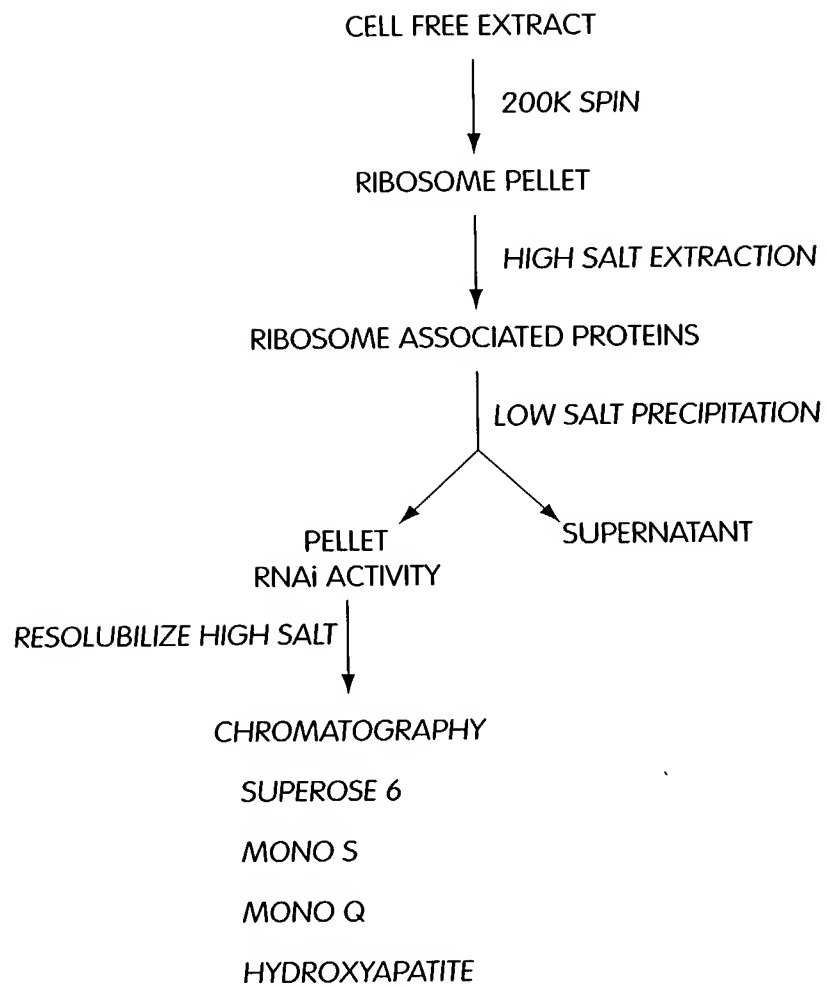 CELL FREE EXTRACT
200K SPIN
RIBOSOME PELLET
HIGH SALT EXTRACTION
RIBOSOME ASSOCIATED PROTEINS
LOW SALT PRECIPITATION
PELLET
RNAi ACTIVITY
SUPERNATANT
RESOLUBILIZE HIGH SALT
CHROMATOGRAPHY
SUPEROSE 6
MONO S
MONO Q
HYDROXYAPATITE